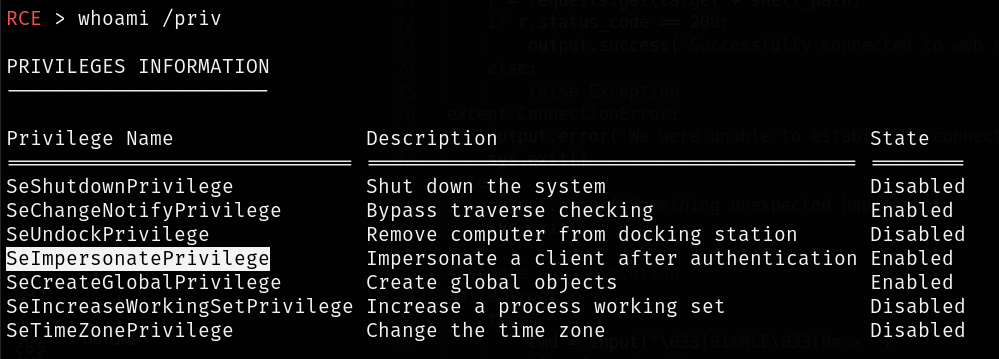 RCE > whoami /priv
PRIVILEGES INFORMATION
----------------------
Privilege Name Description State
============================= ========================================= ========
SeShutdownPrivilege Shut down the system Disabled
SeChangeNotifyPrivilege Bypass traverse checking Enabled
SeUndockPrivilege Remove computer from docking station Disabled
SeImpersonatePrivilege Impersonate a client after authentication Enabled
SeCreateGlobalPrivilege Create global objects Enabled
SeIncreaseWorkingSetPrivilege Increase a process working set Disabled
SeTimeZonePrivilege Change the time zone Disabled